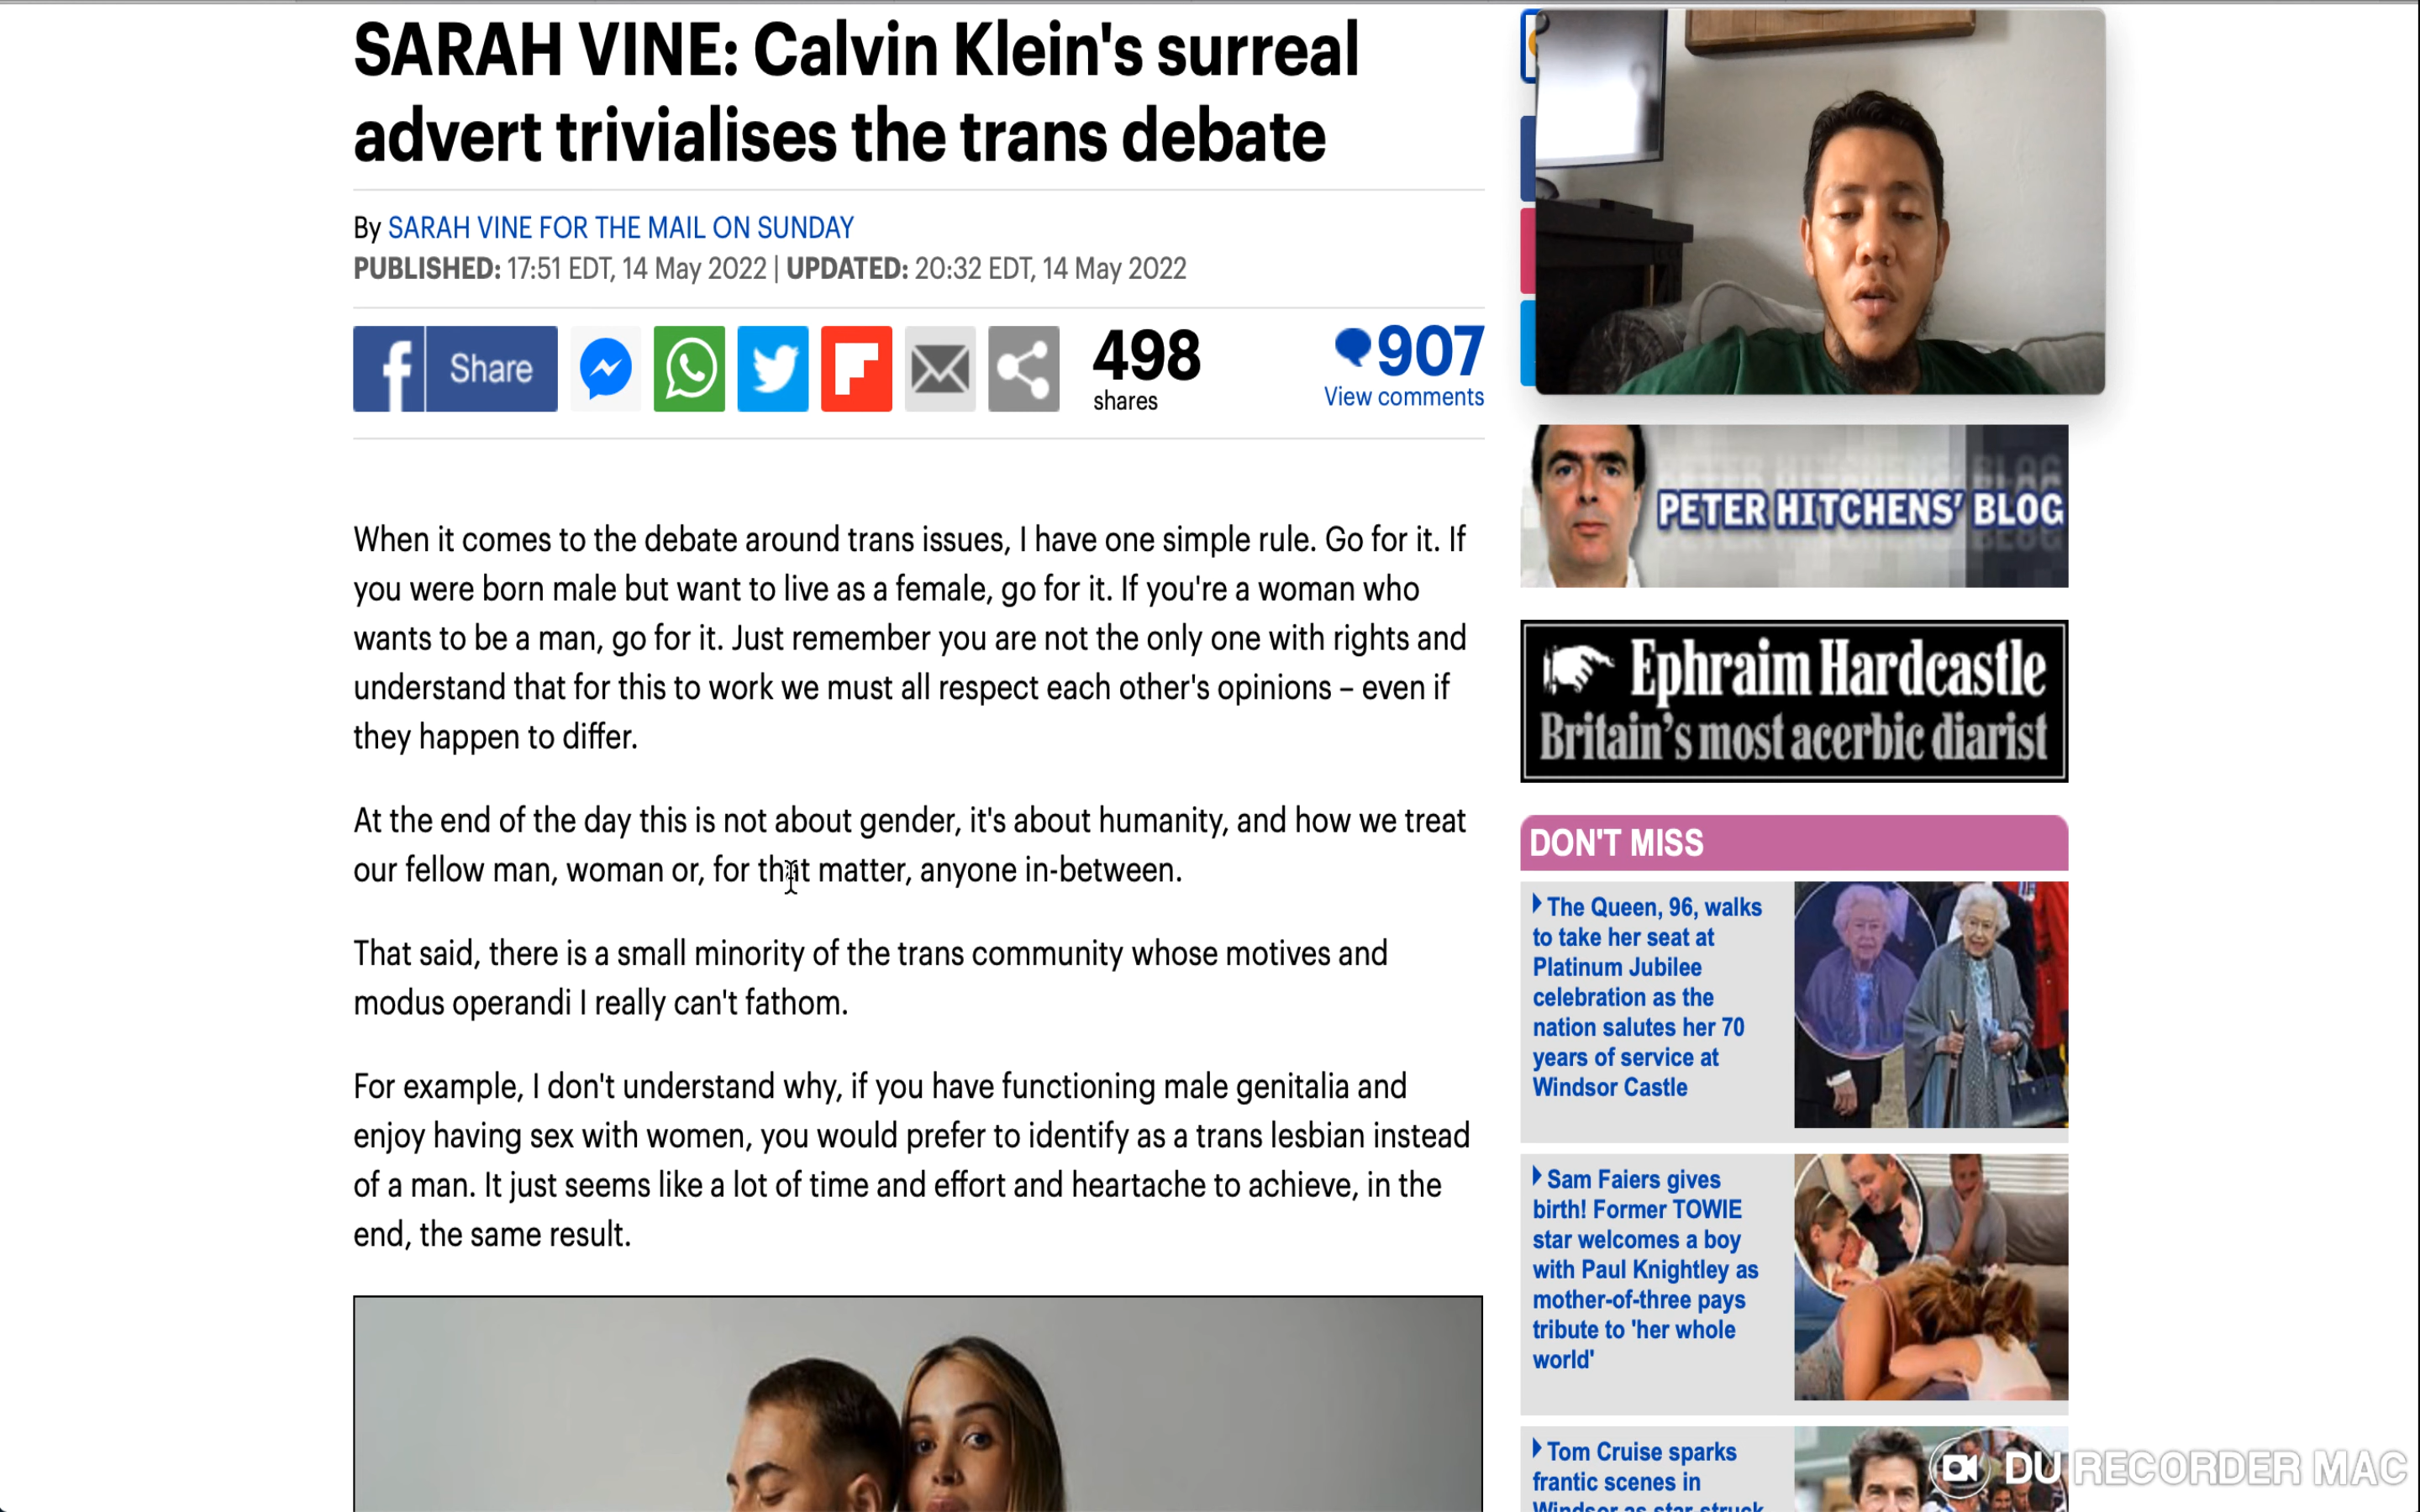 SARAH VINE: Calvin Klein's surreal
advert trivialises the trans debate
By SARAH VINE FOR THE MAIL ON SUNDAY
PUBLISHED: 17:51 EDT, 14 May 2022 | UPDATED: 20:32 EDT, 14 May 2022
Share
498
shares
907
View comments
When it comes to the debate around trans issues, I have one simple rule. Go for it. If
you were born male but want to live as a female, go for it. If you're a woman who
wants to be a man, go for it. Just remember you are not the only one with rights and
understand that for this to work we must all respect each other's opinions – even if
they happen to differ.
At the end of the day this is not about gender, it's about humanity, and how we treat
our fellow man, woman or, for that matter, anyone in-between.
That said, there is a small minority of the trans community whose motives and
modus operandi I really can't fathom.
For example, I don't understand why, if you have functioning male genitalia and
enjoy having sex with women, you would prefer to identify as a trans lesbian instead
of a man. It just seems like a lot of time and effort and heartache to achieve, in the
end, the same result.
PETER HITCHENS' BLOG
Ephraim Hardcastle
Britain's most acerbic diarist
DON'T MISS
The Queen, 96, walks
to take her seat at
Platinum Jubilee
celebration as the
nation salutes her 70
years of service at
Windsor Castle
Sam Faiers gives
birth! Former TOWIE
star welcomes a boy
with Paul Knightley as
mother-of-three pays
tribute to 'her whole
world'
Tom Cruise sparks
frantic scenes in
Windsor as star-struck
DU RECORDER MAC